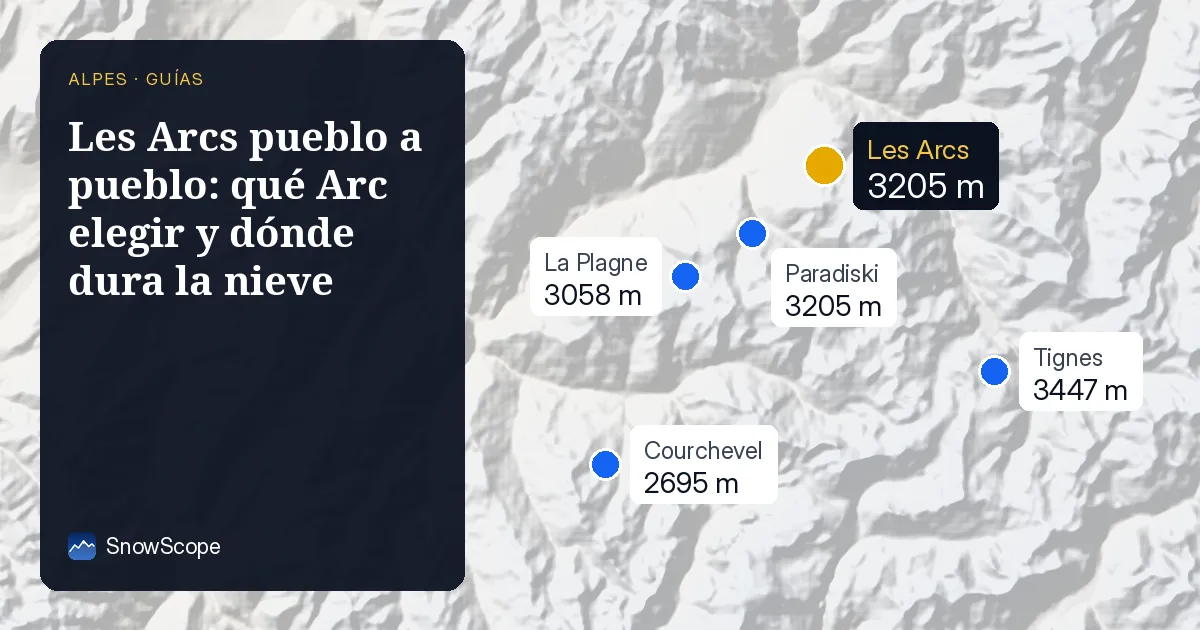 ALPES · GUÍAS
Les Arcs pueblo a
pueblo: qué Arc
elegir y dónde
dura la nieve
SnowScope
Les Arcs
3205 m
La Plagne
3058 m
Paradiski
3205 m
Tignes
3447 m
Courchevel
2695 m